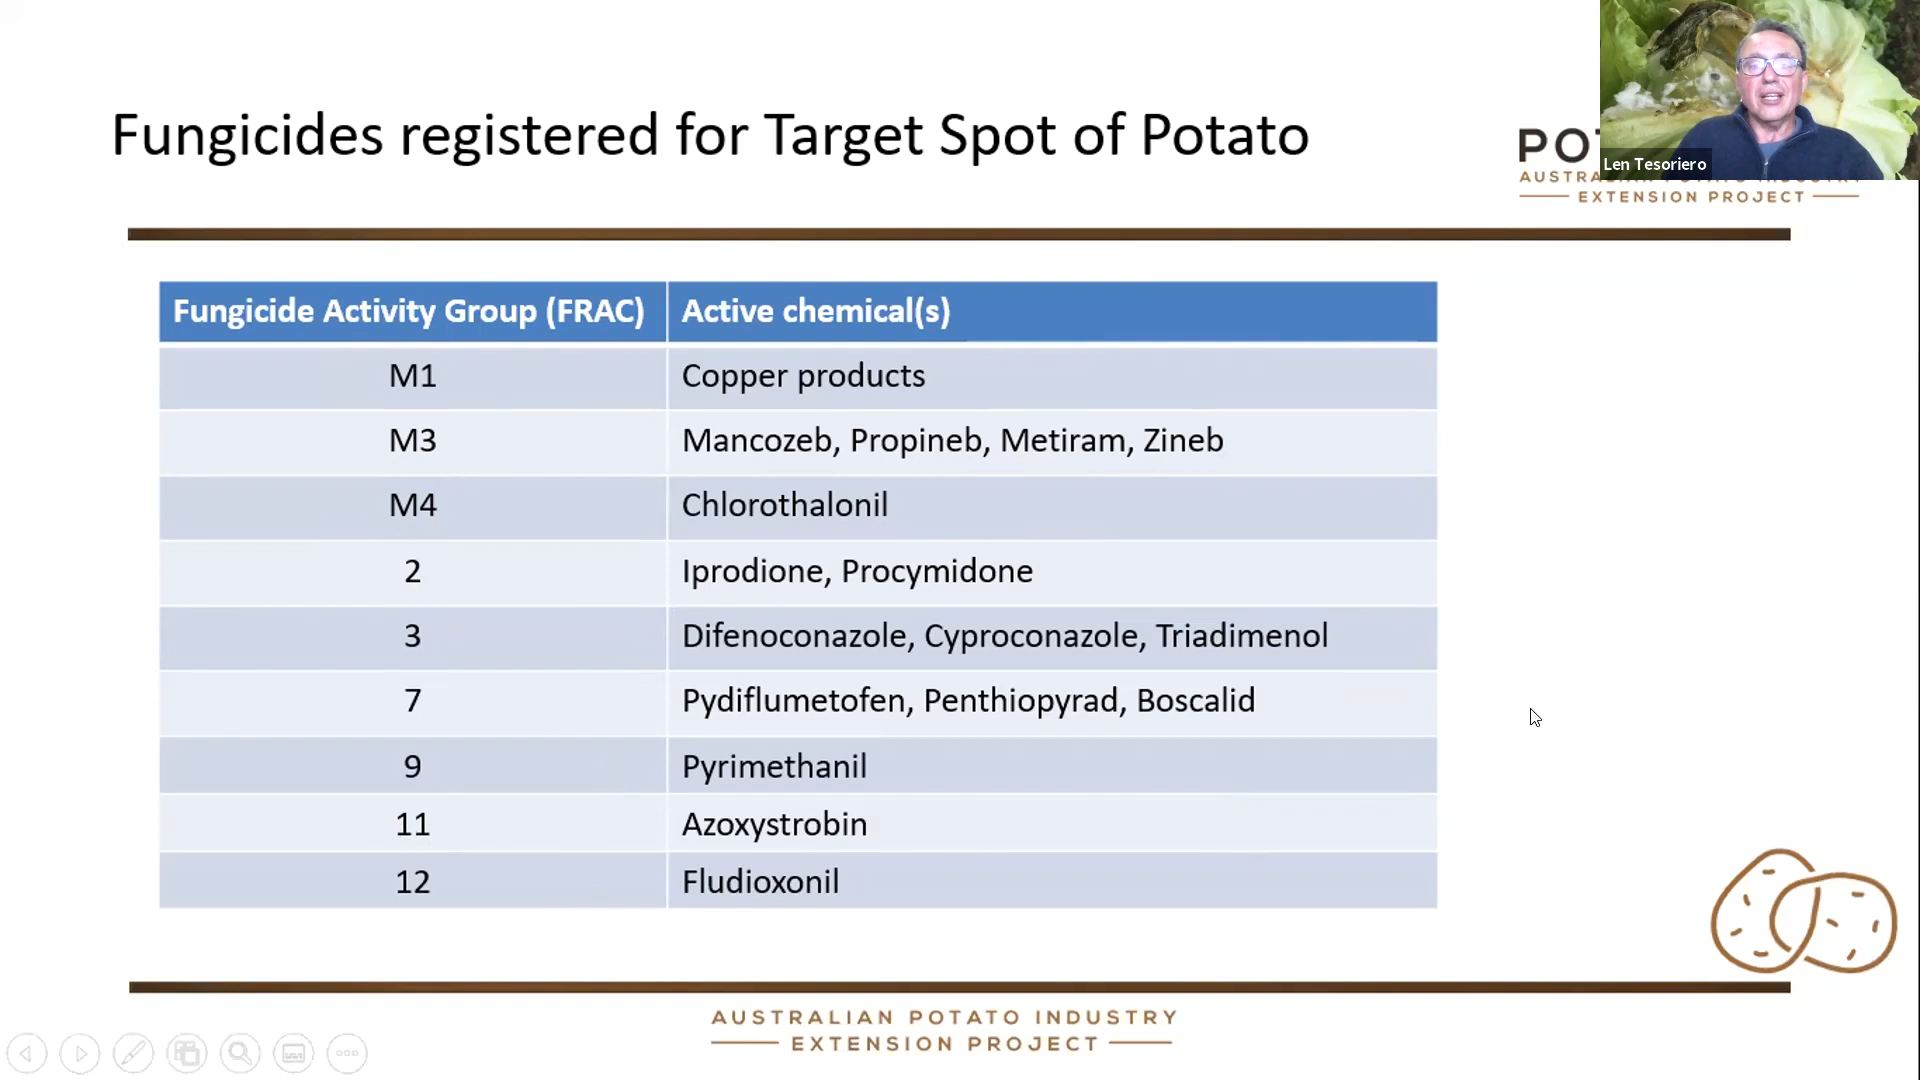 Fungicides registered for Target Spot of Potato
PO
Len Tesoriero
EXTENSION PROJECT
Fungicide Activity Group (FRAC) Active chemical(s)
M1 Copper products
M3 Mancozeb, Propineb, Metiram, Zineb
M4 Chlorothalonil
2 Iprodione, Procymidone
3 Difenoconazole, Cyproconazole, Triadimenol
7 Pydiflumetofen, Penthiopyrad, Boscalid
9 Pyrimethanil
11 Azoxystrobin
12 Fludioxonil
AUSTRALIAN POTATO INDUSTRY
EXTENSION PROJECT